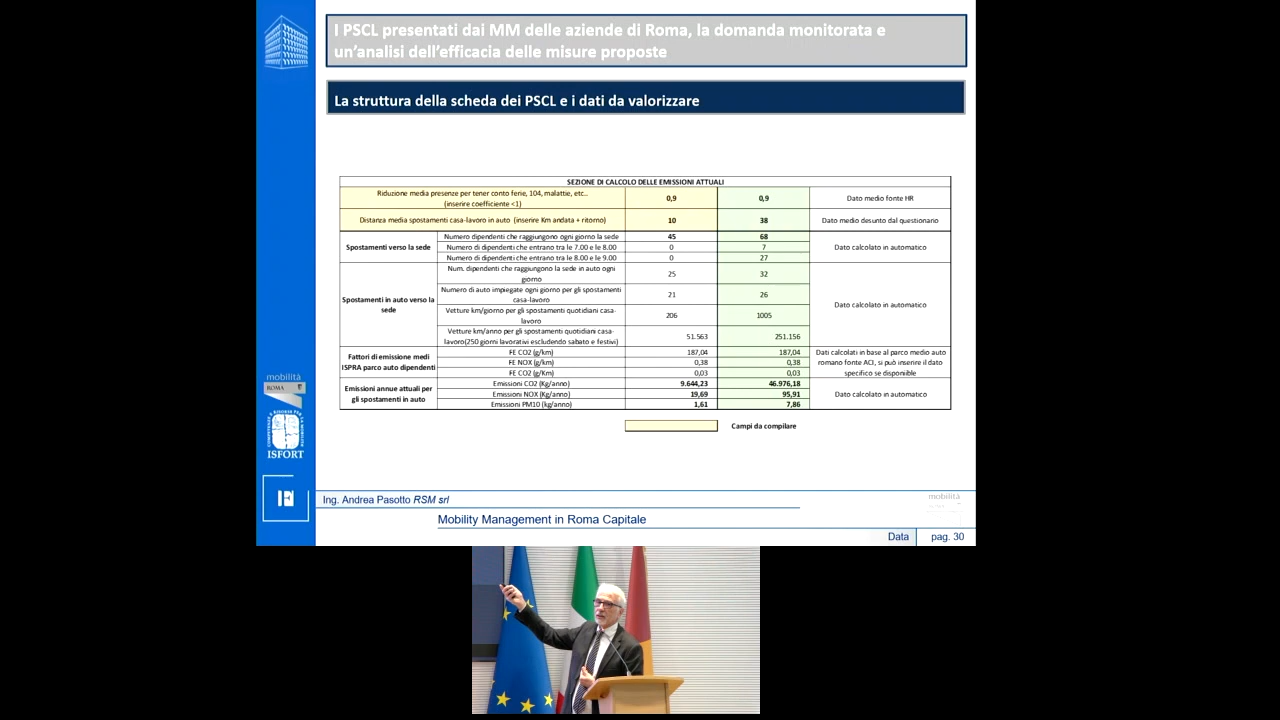 I PSCL presentati dai MM delle aziende di Roma, la domanda monitorata e
un'analisi dell'efficacia delle misure proposte
La struttura della scheda dei PSCL e i dati da valorizzare
SEZIONE DI CALCOLO DELLE EMISSIONI ATTUALI
Riduzione media presenze per tener conto ferie, 104, malattie, etc..
(inserire coefficiente <1)
0,9
0,9
Dato medio fonte HR
Distanza media spostamenti casa-lavoro in auto (inserire Km andata + ritorno)
10
38
Dato medio desunto dal questionario
Spostamenti verso la sede
Numero dipendenti che raggiungono ogni giorno la sede
45
68
Numero di dipendenti che entrano tra le 7.00 e le 8.00
0
7
Numero di dipendenti che entrano tra le 8.00 e le 9.00
0
27
Dato calcolato in automatico
Spostamenti in auto verso la
sede
Num. dipendenti che raggiungono la sede in auto ogni
giorno
25
32
Numero di auto impiegate ogni giorno per gli spostamenti
casa-lavoro
21
26
Vetture km/giorno per gli spostamenti quotidiani casa-
lavoro
206
1005
Vetture km/anno per gli spostamenti quotidiani casa-
lavoro(250 giorni lavorativi escludendo sabato e festivi)
51.563
251.156
Dato calcolato in automatico
Fattori di emissione medi
ISPRA parco auto dipendenti
FE CO2 (g/km)
187,04
187,04
FE NOX (g/km)
0,38
0,38
FE CO2 (g/km)
0,03
0,03
Dati calcolati in base al parco medio auto
romano fonte ACI, si può inserire il dato
specifico se disponiible
Emissioni annue attuali per
gli spostamenti in auto
Emissioni CO2 (Kg/anno)
9.644,23
46.976,18
Emissioni NOX (Kg/anno)
19,69
95,91
Emissioni PM10 (kg/anno)
1,61
7,86
Dato calcolato in automatico
Campi da compilare
mobilità
ROMA
ISFORT
Ing. Andrea Pasotto RSM srl
mobilità
Mobility Management in Roma Capitale
Data
pag. 30